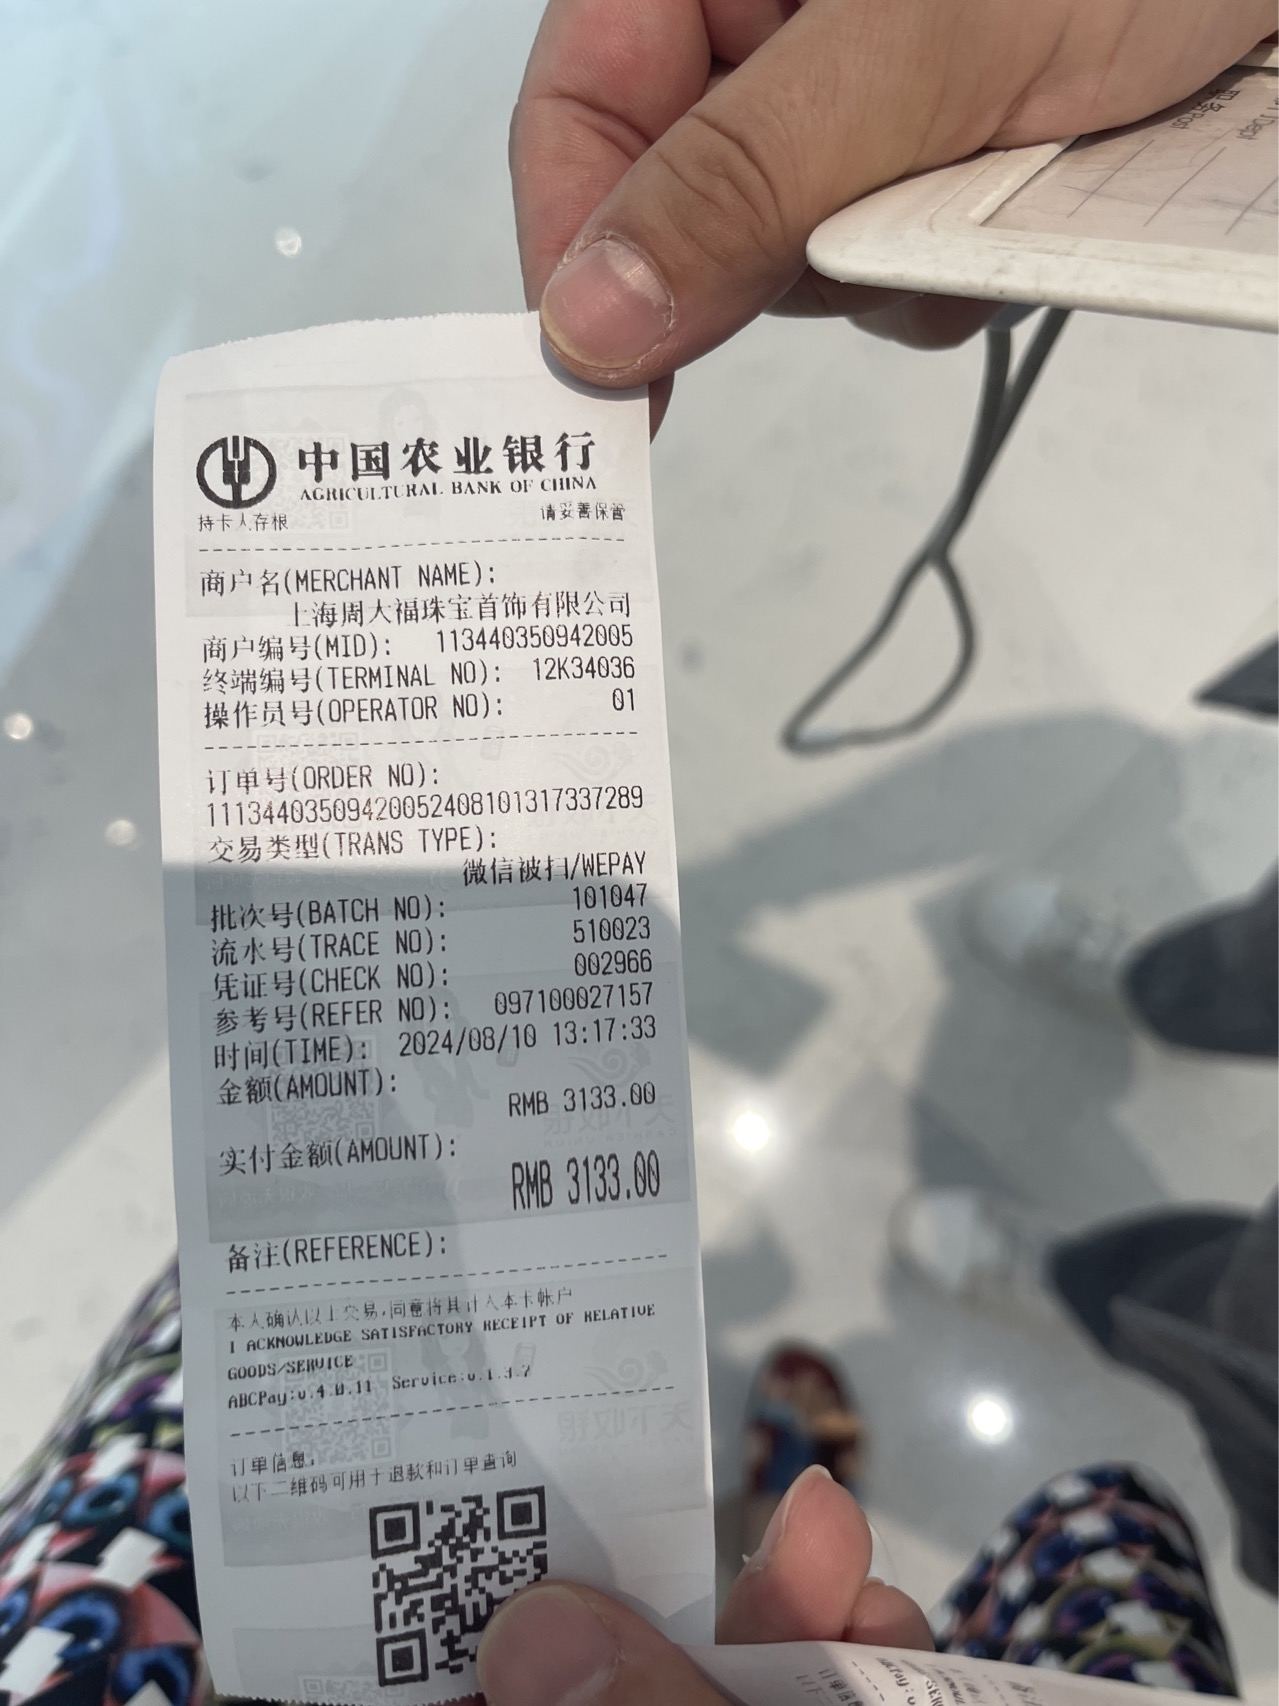 中国农业银行
AGRICULTURAL BANK OF CHINA
持卡人存根 请妥善保管
商户名(MERCHANT NAME):
上海周大福珠宝首饰有限公司
商户编号(MID): 113440350942005
终端编号(TERMINAL NO): 12K34036
操作员号(OPERATOR NO): 01
订单号(ORDER NO):
11134403509420052408101317337289
交易类型(TRANS TYPE):
微信被扫/WEPAY
批次号(BATCH NO): 101047
流水号(TRACE NO): 510023
凭证号(CHECK NO): 002966
参考号(REFER NO): 097100027157
时间(TIME): 2024/08/10 13:17:33
金额(AMOUNT):
RMB 3133.00
实付金额(AMOUNT):
RMB 3133.00
备注(REFERENCE):
本人确认以上交易,同意将其计入本卡帐户
I ACKNOWLEDGE SATISFACTORY RECEIPT OF RELATIVE
GOODS/SERVICE
ABCPay:v.4.0.11 Service:v.1.3.7
订单信息:
以下二维码可用于退款和订单查询